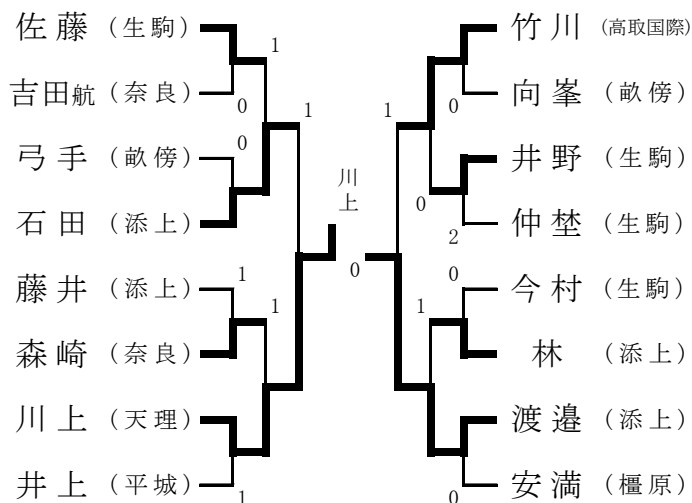 佐藤 (生駒)
1
吉田航 (奈良)
0
1
弓手 (畝傍)
0
石田 (添上)
藤井 (添上)
1
1
森崎 (奈良)
川上 (天理)
井上 (平城)
1
川上
0
竹川 (高取国際)
向峯 (畝傍)
0
1
井野 (生駒)
0
仲埜 (生駒)
2
今村 (生駒)
0
1
林 (添上)
渡邉 (添上)
安満 (橿原)
0